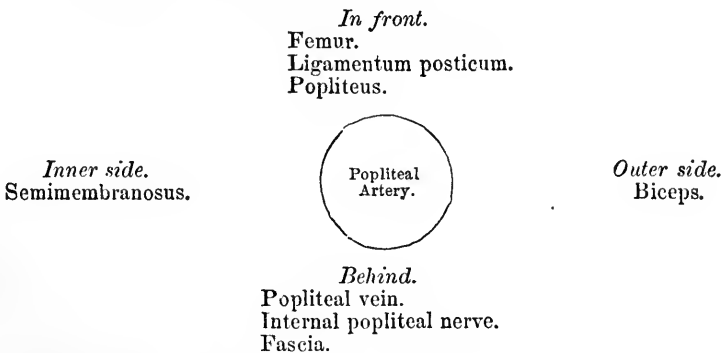 In front.
Femur.
Ligamentum posticum.
Popliteus.
Inner side.
Semimembranosus.
Popliteal
Artery.
Outer side.
Biceps.
Behind.
Popliteal vein.
Internal popliteal nerve.
Fascia.